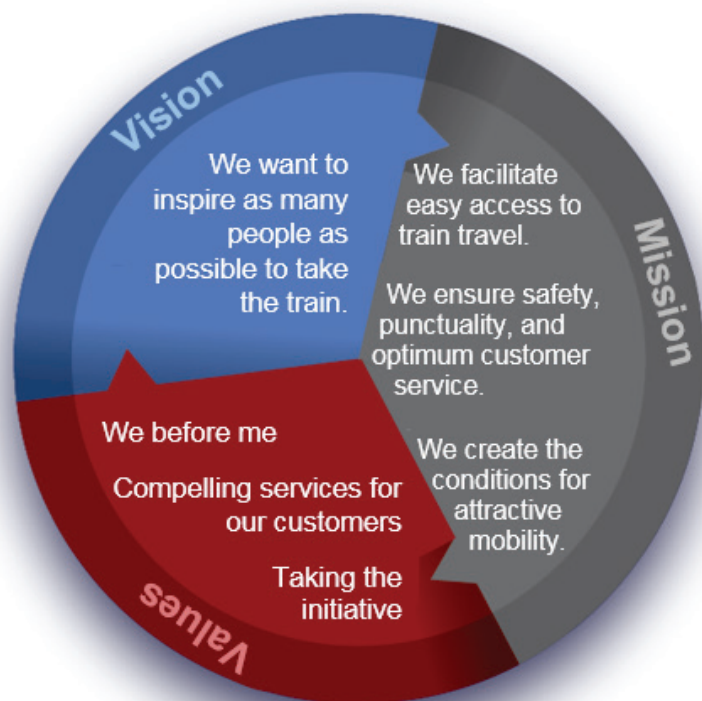 Vision
We want to
inspire as many
people as
possible to take
the train.
Mission
We facilitate
easy access to
train travel.
We ensure safety,
punctuality, and
optimum customer
service.
We create the
conditions for
attractive
mobility.
Values
We before me
Compelling services for
our customers
Taking the
initiative